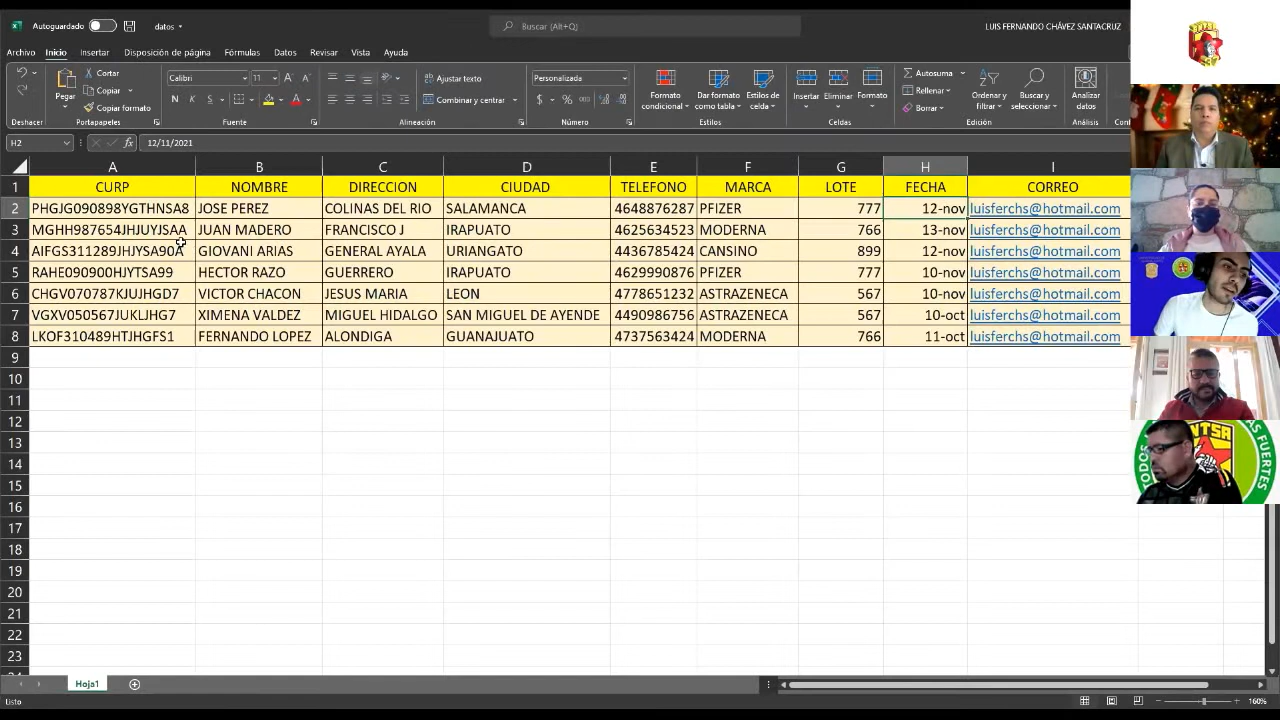 Autoguardado datos Buscar (Alt+Q) LUIS FERNANDO CHÁVEZ SANTACRUZ
Archivo Inicio Insertar Disposición de página Fórmulas Datos Revisar Vista Ayuda
Cortar Calibri 11 Ajustar texto Personalizada Autosuma
Copiar Rellenar
Pegar Copiar formato N K S Combinar y centrar $ % 000 Formato condicional Dar formato como tabla Estilos de celda Insertar Eliminar Formato Borrar Ordenar y filtrar Buscar y seleccionar Analizar datos
Deshacer Portapapeles Fuente Alineación Número Estilos Celdas Edición Análisis
H2 fx 12/11/2021
A B C D E F G H I
1 CURP NOMBRE DIRECCION CIUDAD TELEFONO MARCA LOTE FECHA CORREO
2 PHGJG090898YGTHNSA8 JOSE PEREZ COLINAS DEL RIO SALAMANCA 4648876287 PFIZER 777 12-nov luisferchs@hotmail.com
3 MGHH987654JHJUYJSAA JUAN MADERO FRANCISCO J IRAPUATO 4625634523 MODERNA 766 13-nov luisferchs@hotmail.com
4 AIFGS311289JHJYSA90A GIOVANI ARIAS GENERAL AYALA URIANGATO 4436785424 CANSINO 899 12-nov luisferchs@hotmail.com
5 RAHE090900HJYTSA99 HECTOR RAZO GUERRERO IRAPUATO 4629990876 PFIZER 777 10-nov luisferchs@hotmail.com
6 CHGV070787KJUJHGD7 VICTOR CHACON JESUS MARIA LEON 4778651232 ASTRAZENECA 567 10-nov luisferchs@hotmail.com
7 VGXV050567JUKLJHG7 XIMENA VALDEZ MIGUEL HIDALGO SAN MIGUEL DE AYENDE 4490986756 ASTRAZENECA 567 10-oct luisferchs@hotmail.com
8 LKOF310489HTJHGFS1 FERNANDO LOPEZ ALONDIGA GUANAJUATO 4737563424 MODERNA 766 11-oct luisferchs@hotmail.com
9
10
11
12
13
14
15
16
17
18
19
20
21
22
23
Hoja1
Listo 160%